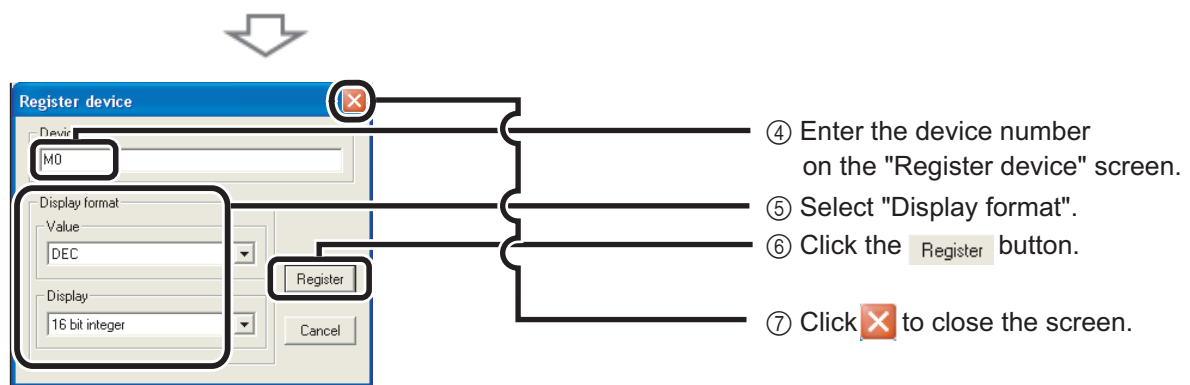 Register device
Device
M0
Display format
Value
DEC
Display
16 bit integer
Register
Cancel
④ Enter the device number
on the "Register device" screen.
⑤ Select "Display format".
⑥ Click the Register button.
⑦ Click to close the screen.